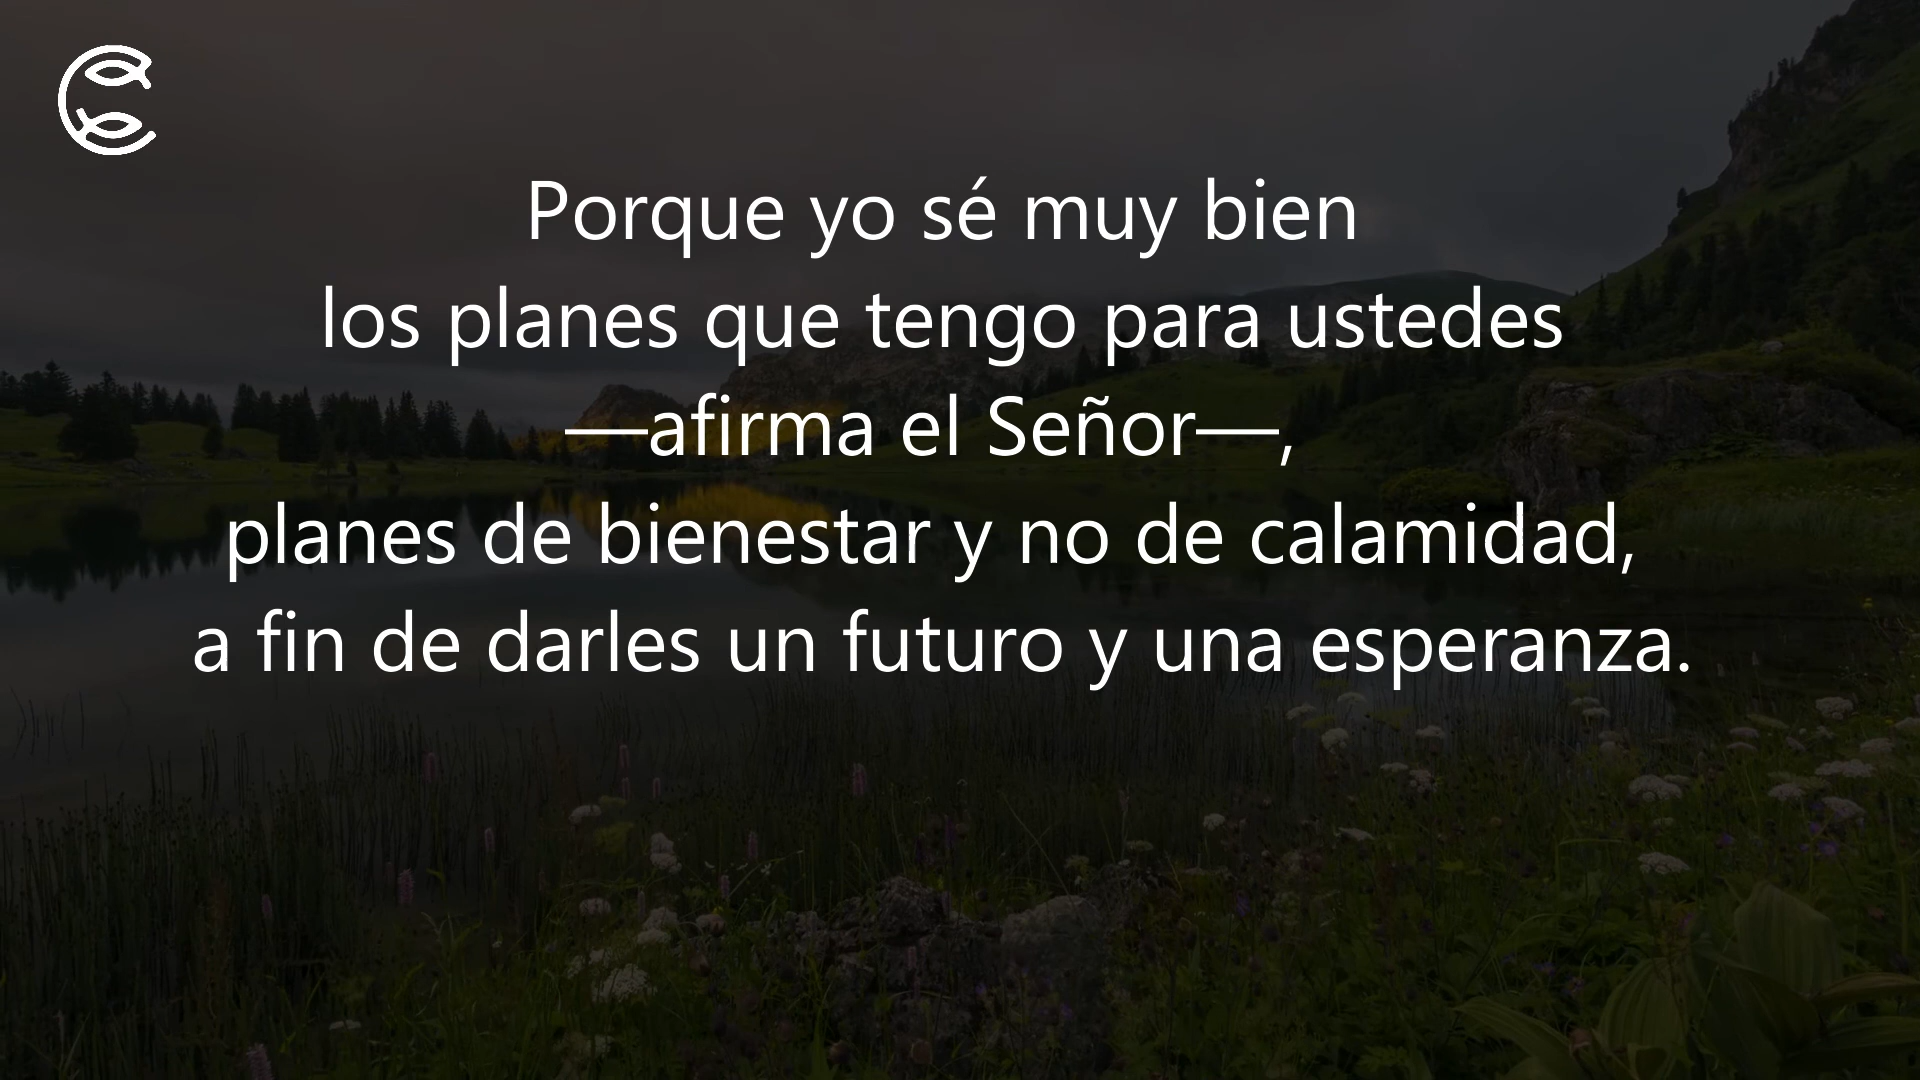 Porque yo sé muy bien
los planes que tengo para ustedes
—afirma el Señor—,
planes de bienestar y no de calamidad,
a fin de darles un futuro y una esperanza.